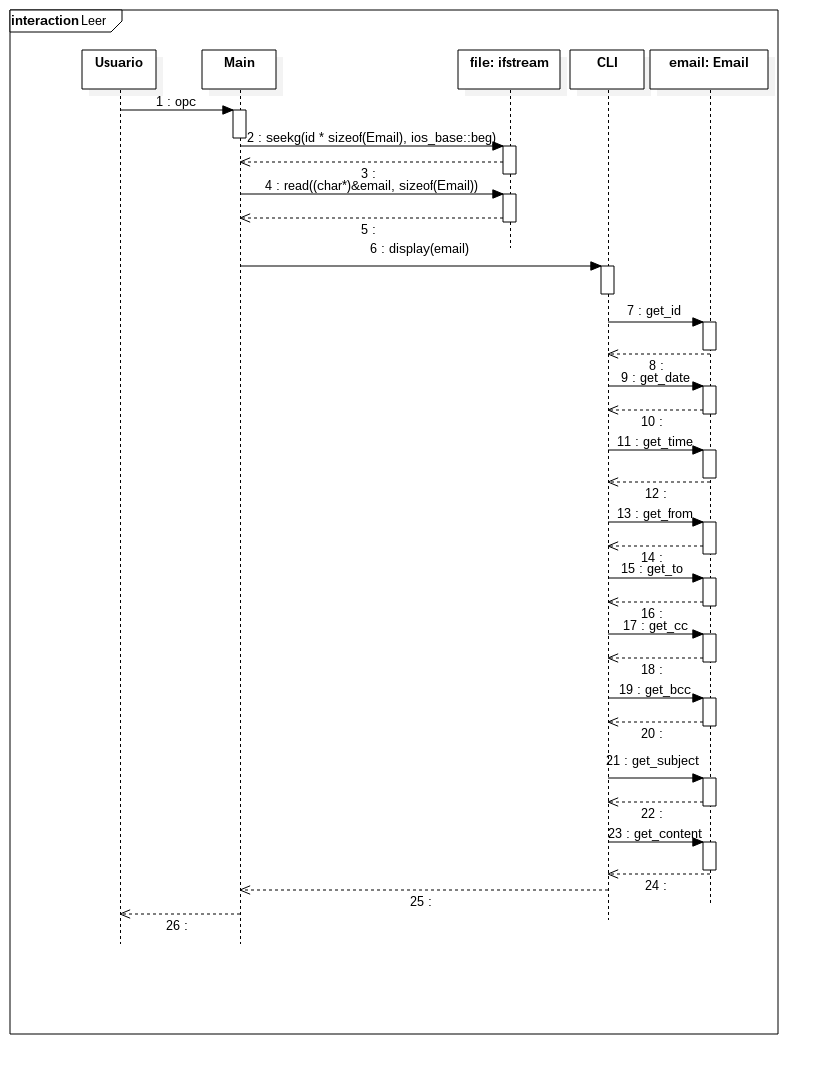 interaction Leer
Usuario
Main
file: ifstream
CLI
email: Email
1 : opc
2 : seekg(id * sizeof(Email), ios_base::beg)
3 :
4 : read((char*)&email, sizeof(Email))
5 :
6 : display(email)
7 : get_id
8 :
9 : get_date
10 :
11 : get_time
12 :
13 : get_from
14 :
15 : get_to
16 :
17 : get_cc
18 :
19 : get_bcc
20 :
21 : get_subject
22 :
23 : get_content
24 :
25 :
26 :